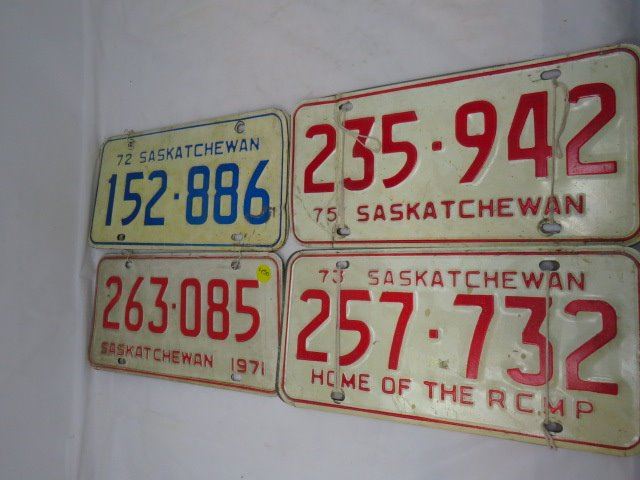 72 SASKATCHEWAN
152·886
235·942
75 SASKATCHEWAN
263·085
SASKATCHEWAN 1971
73 SASKATCHEWAN
257·732
HOME OF THE RCMP